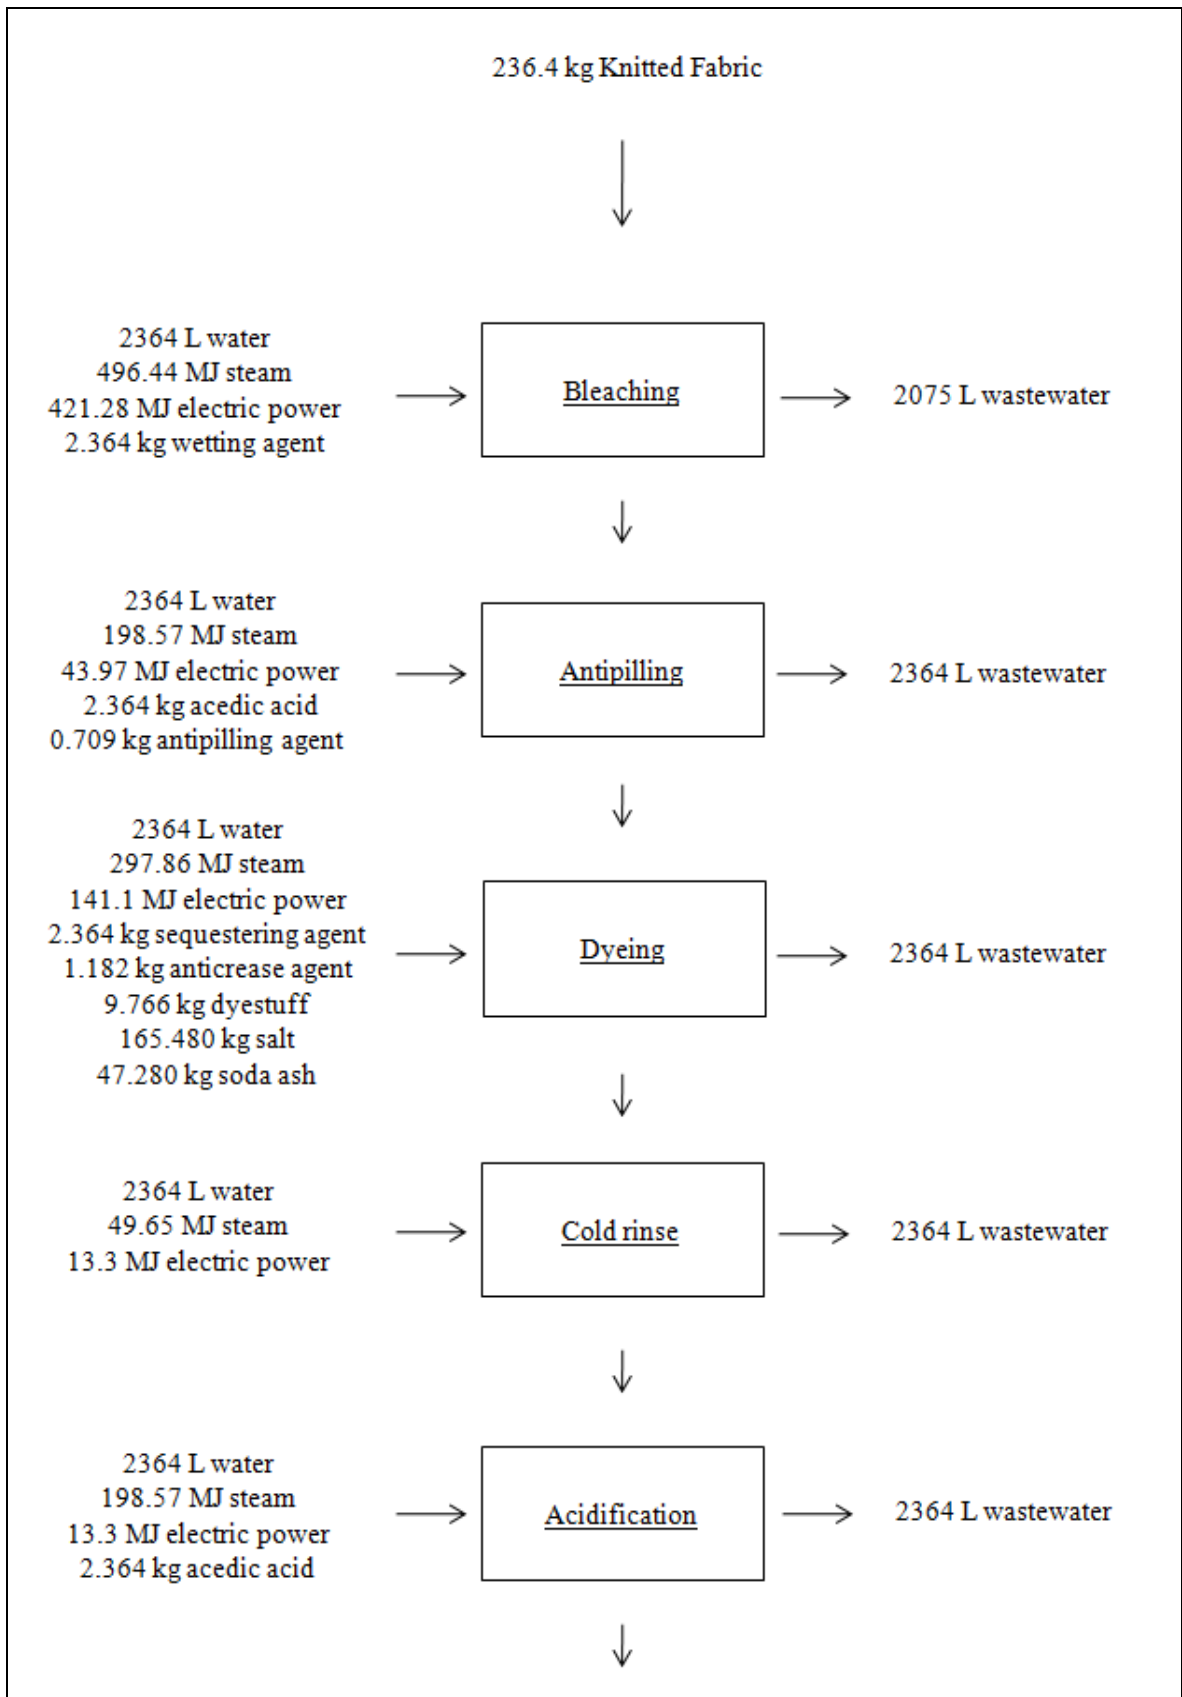 236.4 kg Knitted Fabric
2364 L water
496.44 MJ steam
421.28 MJ electric power
2.364 kg wetting agent
Bleaching
2075 L wastewater
2364 L water
198.57 MJ steam
43.97 MJ electric power
2.364 kg acedic acid
0.709 kg antipilling agent
Antipilling
2364 L wastewater
2364 L water
297.86 MJ steam
141.1 MJ electric power
2.364 kg sequestering agent
1.182 kg anticrease agent
9.766 kg dyestuff
165.480 kg salt
47.280 kg soda ash
Dyeing
2364 L wastewater
2364 L water
49.65 MJ steam
13.3 MJ electric power
Cold rinse
2364 L wastewater
2364 L water
198.57 MJ steam
13.3 MJ electric power
2.364 kg acedic acid
Acidification
2364 L wastewater